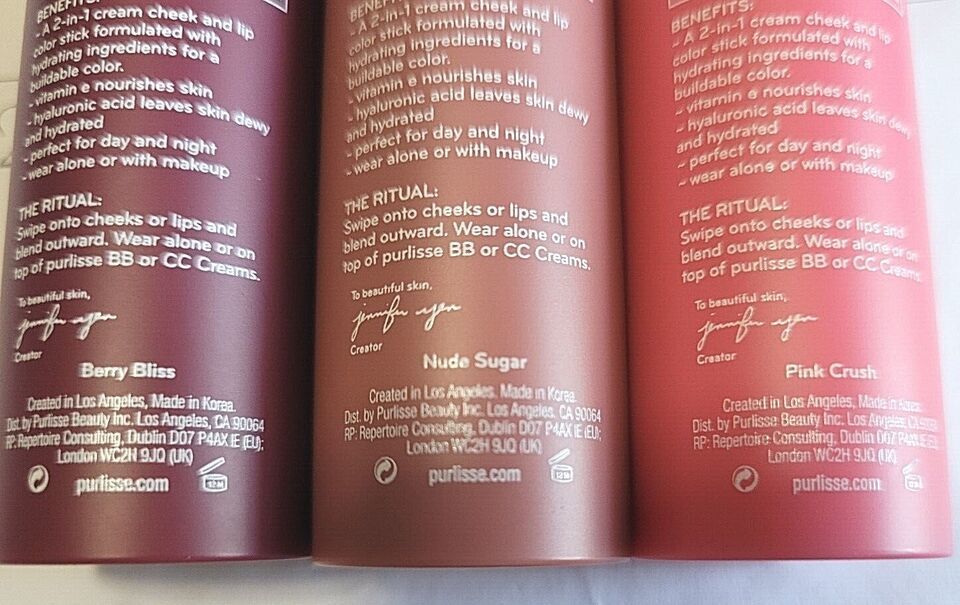 BENEFITS:
- A 2-in-1 cream cheek and lip
color stick formulated with
hydrating ingredients for a
buildable color.
- vitamin e nourishes skin
- hyaluronic acid leaves skin dewy
and hydrated
- perfect for day and night
- wear alone or with makeup
THE RITUAL:
Swipe onto cheeks or lips and
blend outward. Wear alone or on
top of purlisse BB or CC Creams.
To beautiful skin,
jennifer yen
Creator
Berry Bliss
Created in Los Angeles, Made in Korea.
Dist. by Purlisse Beauty Inc. Los Angeles, CA 90064
RP: Repertoire Consulting, Dublin D07 P4AX IE (EU);
London WC2H 9JQ (UK)
purlisse.com
12 M
BENEFITS:
- A 2-in-1 cream cheek and lip
color stick formulated with
hydrating ingredients for a
buildable color.
- vitamin e nourishes skin
- hyaluronic acid leaves skin dewy
and hydrated
- perfect for day and night
- wear alone or with makeup
THE RITUAL:
Swipe onto cheeks or lips and
blend outward. Wear alone or on
top of purlisse BB or CC Creams.
To beautiful skin,
jennifer yen
Creator
Nude Sugar
Created in Los Angeles, Made in Korea.
Dist. by Purlisse Beauty Inc. Los Angeles, CA 90064
RP: Repertoire Consulting, Dublin D07 P4AX IE (EU);
London WC2H 9JQ (UK)
purlisse.com
12 M
BENEFITS:
- A 2-in-1 cream cheek and lip
color stick formulated with
hydrating ingredients for a
buildable color.
- vitamin e nourishes skin
- hyaluronic acid leaves skin dewy
and hydrated
- perfect for day and night
- wear alone or with makeup
THE RITUAL:
Swipe onto cheeks or lips and
blend outward. Wear alone or on
top of purlisse BB or CC Creams.
To beautiful skin,
jennifer yen
Creator
Pink Crush
Created in Los Angeles, Made in Korea.
Dist. by Purlisse Beauty Inc. Los Angeles, CA 90064
RP: Repertoire Consulting, Dublin D07 P4AX IE (EU);
London WC2H 9JQ (UK)
purlisse.com
12 M